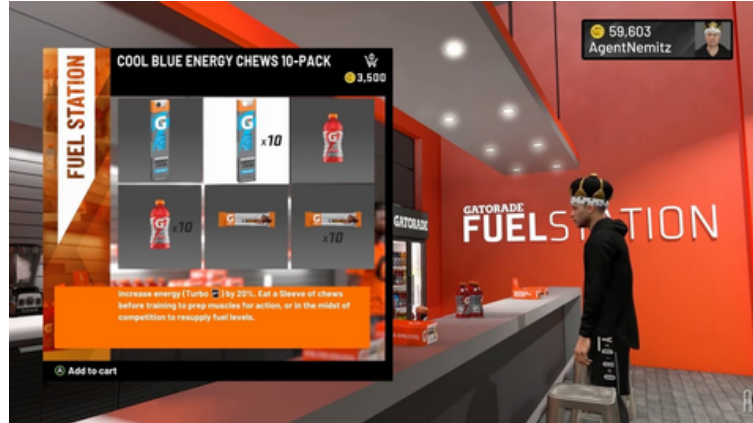 59,603
AgentNemitz
COOL BLUE ENERGY CHEWS 10-PACK
3,500
FUEL STATION
G
G
x10
G
G
x10
G
G
x10
Increase energy (Turbo) by 20%. Eat a Sleeve of chews
before training to prep muscles for action, or in the midst of
competition to resupply fuel levels.
A Add to cart
GATORADE
GATORADE
FUELSTATION